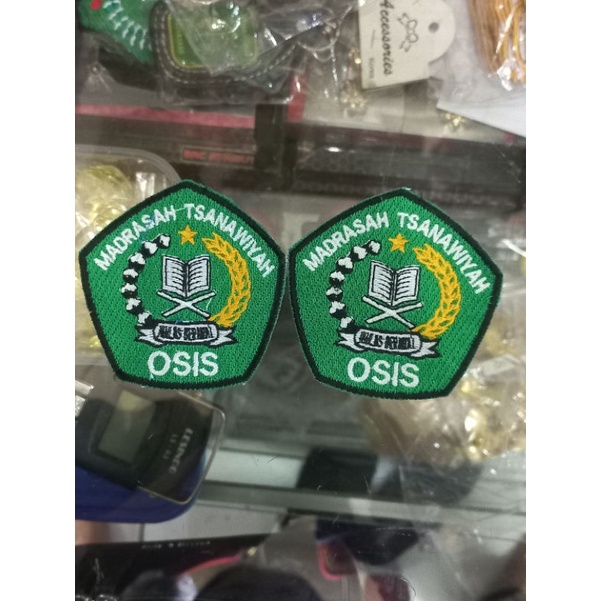 Accessories
MADRASAH TSANAWIYAH
IKHLAS BERAMAL
OSIS
MADRASAH TSANAWIYAH
IKHLAS BERAMAL
OSIS